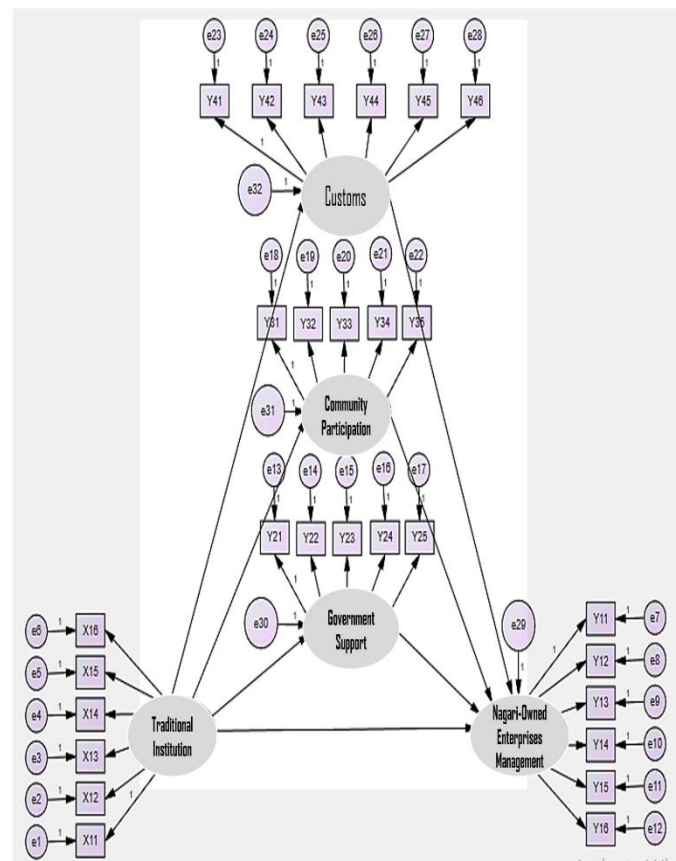 e23 e24 e25 e26 e27 e28
1 1 1 1 1 1
Y41 Y42 Y43 Y44 Y45 Y46
1
e32 1
Customs
e18 e19 e20 e21 e22
1 1 1 1 1
Y31 Y32 Y33 Y34 Y35
1
e31 1
Community
Participation
e13 e14 e15 e16 e17
1 1 1 1 1
Y21 Y22 Y23 Y24 Y25
1
e30 1
Government
Support
e29
1
e6 1 X16
e5 1 X15
e4 1 X14
e3 1 X13
e2 1 X12
e1 1 X11
1
Traditional
Institution
Nagari-Owned
Enterprises
Management
1
Y11 1 e7
Y12 1 e8
Y13 1 e9
Y14 1 e10
Y15 1 e11
Y16 1 e12